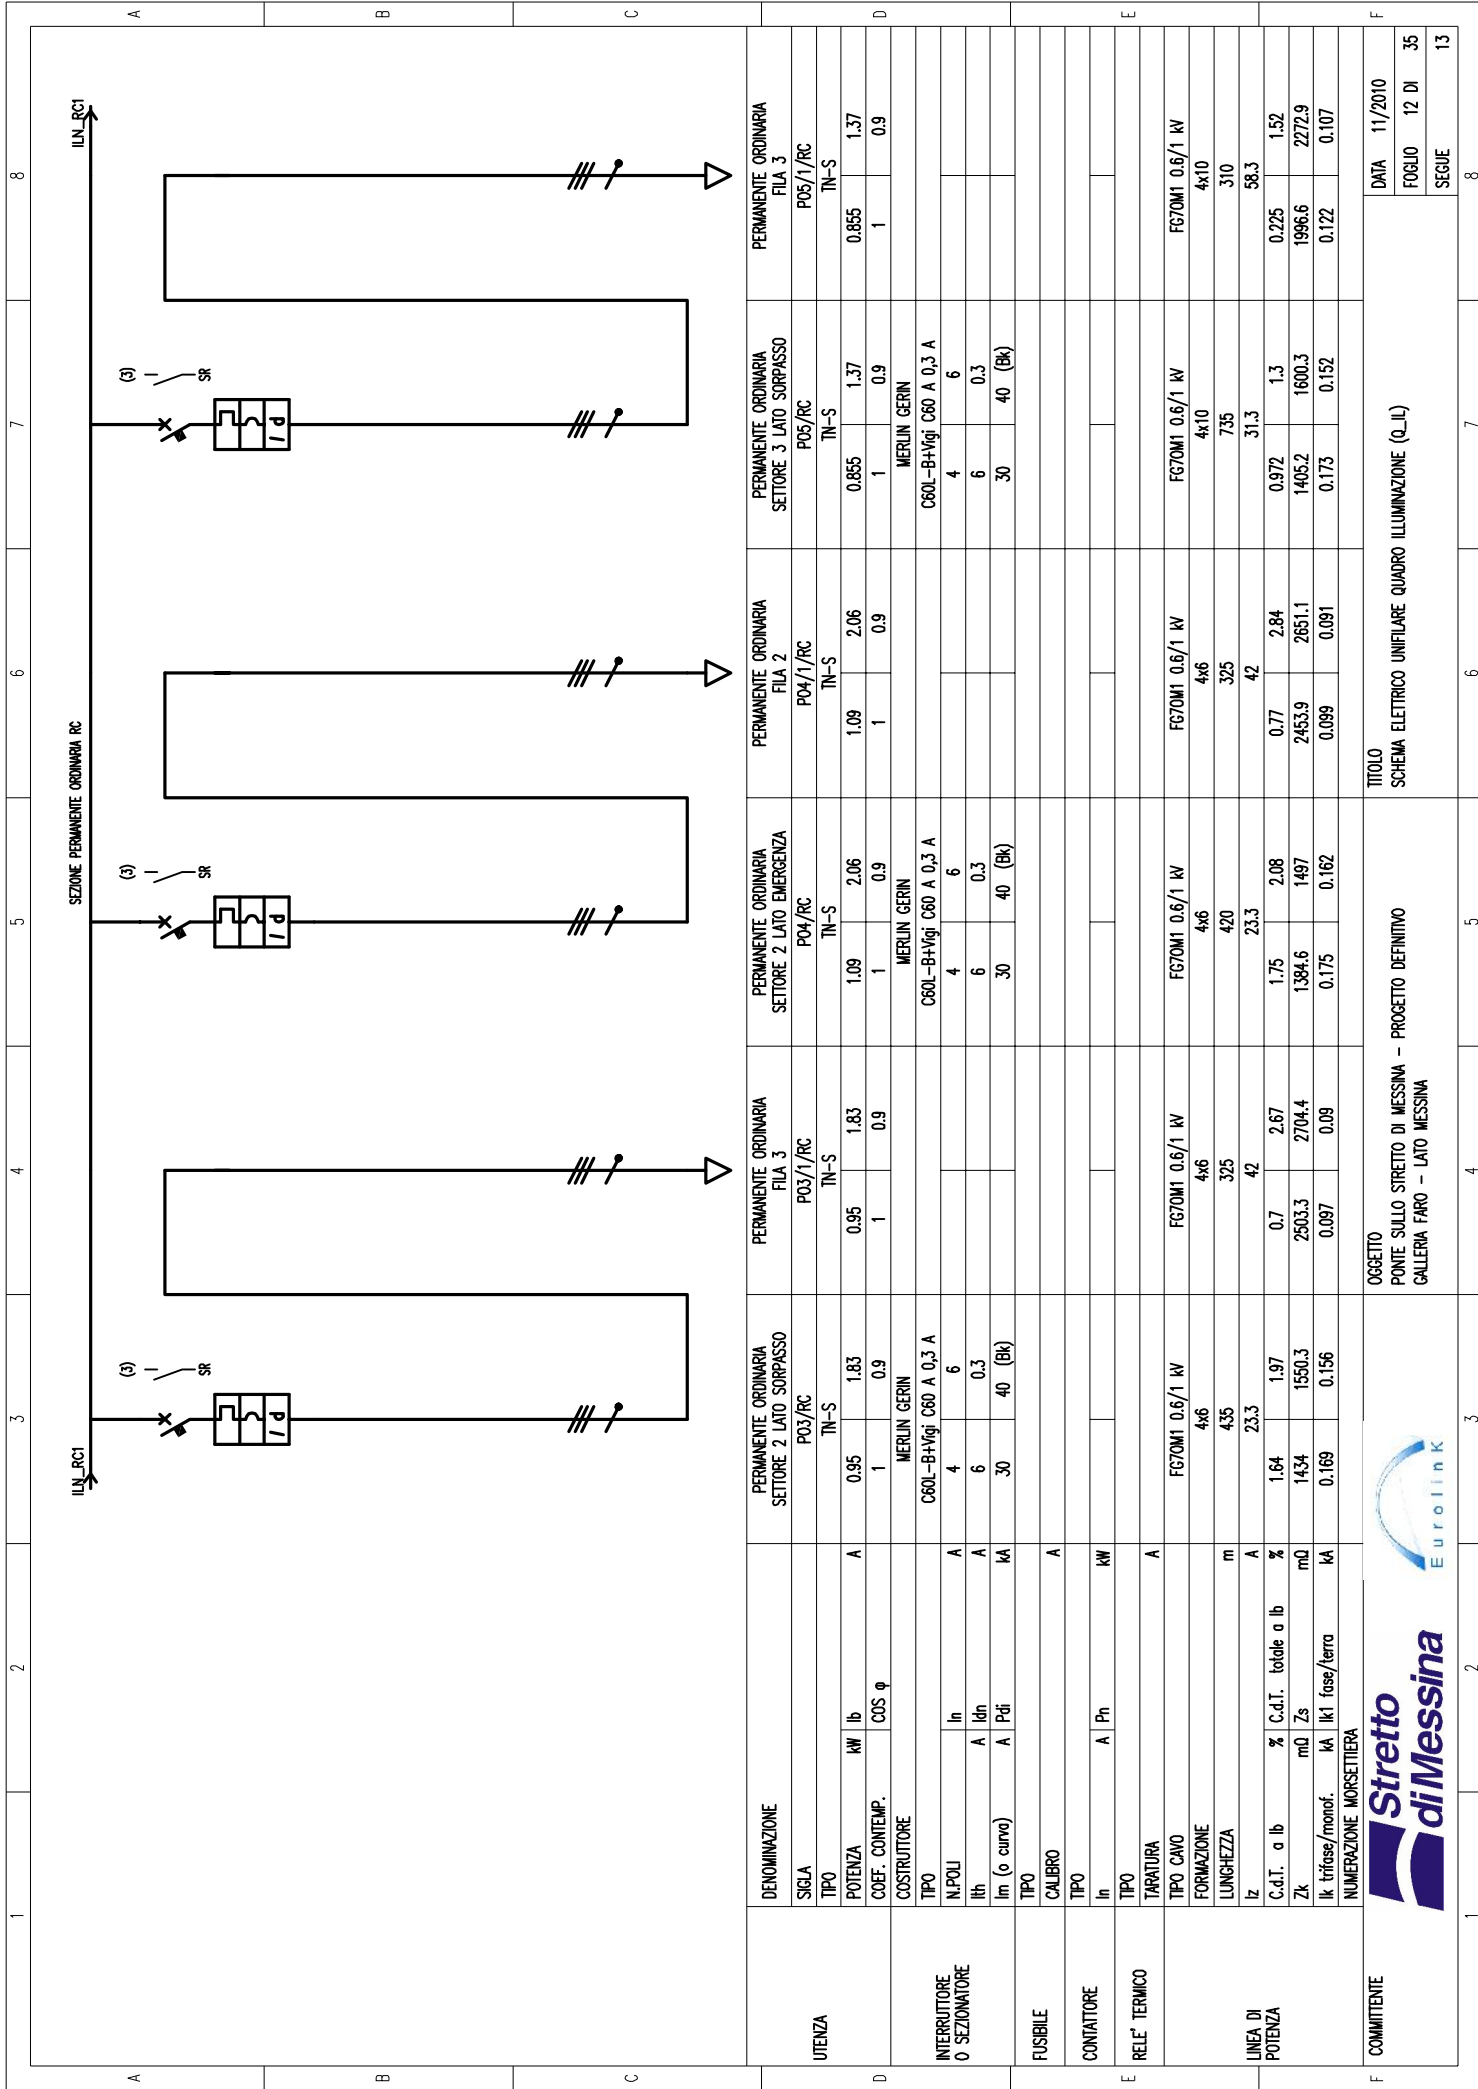 1 2 3 4 5 6 7 8
A A
B B
C C
D D
E E
F F
SEZIONE PERMANENTE ORDINARIA RC
ILN_RC1 ILN_RC1
(3) SR (3) SR (3) SR
I d I d I d
UTENZA
DENOMINAZIONE PERMANENTE ORDINARIA SETTORE 2 LATO SORPASSO PERMANENTE ORDINARIA FILA 3 PERMANENTE ORDINARIA SETTORE 2 LATO EMERGENZA PERMANENTE ORDINARIA FILA 2 PERMANENTE ORDINARIA SETTORE 3 LATO SORPASSO PERMANENTE ORDINARIA FILA 3
SIGLA P03/RC P03/1/RC P04/RC P04/1/RC P05/RC P05/1/RC
TIPO TN-S TN-S TN-S TN-S TN-S TN-S
POTENZA kW Ib A 0.95 1.83 0.95 1.83 1.09 2.06 1.09 2.06 0.855 1.37 0.855 1.37
COEF. CONTEMP. COS φ 1 0.9 1 0.9 1 0.9 1 0.9 1 0.9 1 0.9
INTERRUTTORE
O SEZIONATORE
COSTRUTTORE MERLIN GERIN MERLIN GERIN MERLIN GERIN
TIPO C60L-B+Vigi C60 A 0,3 A C60L-B+Vigi C60 A 0,3 A C60L-B+Vigi C60 A 0,3 A
N.POLI In A 4 6 4 6 4 6
Ith A Idn A 6 0.3 6 0.3 6 0.3
Im (o curva) A Pdi kA 30 40 (Bk) 30 40 (Bk) 30 40 (Bk)
FUSIBILE
TIPO
CALIBRO A
CONTATTORE
TIPO
In A Pn kW
RELE' TERMICO
TIPO
TARATURA A
LINEA DI
POTENZA
TIPO CAVO FG7OM1 0.6/1 kV FG7OM1 0.6/1 kV FG7OM1 0.6/1 kV FG7OM1 0.6/1 kV FG7OM1 0.6/1 kV FG7OM1 0.6/1 kV
FORMAZIONE 4x6 4x6 4x6 4x6 4x10 4x10
LUNGHEZZA m 435 325 420 325 735 310
Iz A 23.3 42 23.3 42 31.3 58.3
C.d.T. a Ib % C.d.T. totale a Ib % 1.64 1.97 0.7 2.67 1.75 2.08 0.77 2.84 0.972 1.3 0.225 1.52
Zk mΩ Zs mΩ 1434 1550.3 2503.3 2704.4 1384.6 1497 2453.9 2651.1 1405.2 1600.3 1996.6 2272.9
Ik trifase/monof. kA Ik1 fase/terra kA 0.169 0.156 0.097 0.09 0.175 0.162 0.099 0.091 0.173 0.152 0.122 0.107
NUMERAZIONE MORSETTIERA
COMMITTENTE
Stretto
di Messina
EurolinK
OGGETTO
PONTE SULLO STRETTO DI MESSINA - PROGETTO DEFINITIVO
GALLERIA FARO - LATO MESSINA
TITOLO
SCHEMA ELETTRICO UNIFILARE QUADRO ILLUMINAZIONE (Q_IL)
DATA 11/2010
FOGLIO 12 DI 35
SEGUE 13
1 2 3 4 5 6 7 8